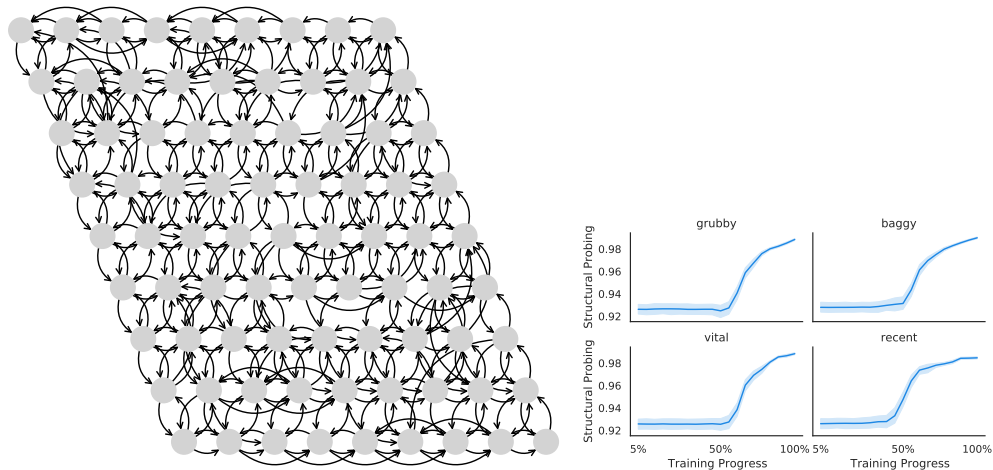 grubby
baggy
Structural Probing
0.98
0.96
0.94
0.92
vital
recent
Structural Probing
0.98
0.96
0.94
0.92
5% 50% 100% 5% 50% 100%
Training Progress Training Progress